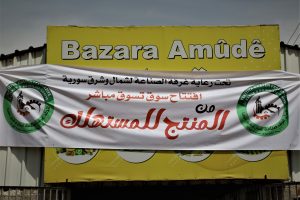 Bazara Amûdê
تحت رعاية غرفة الصناعة لشمال وشرق سورية
افتتاح سوق تسوق مباشر
من
المنتج للمستهلك